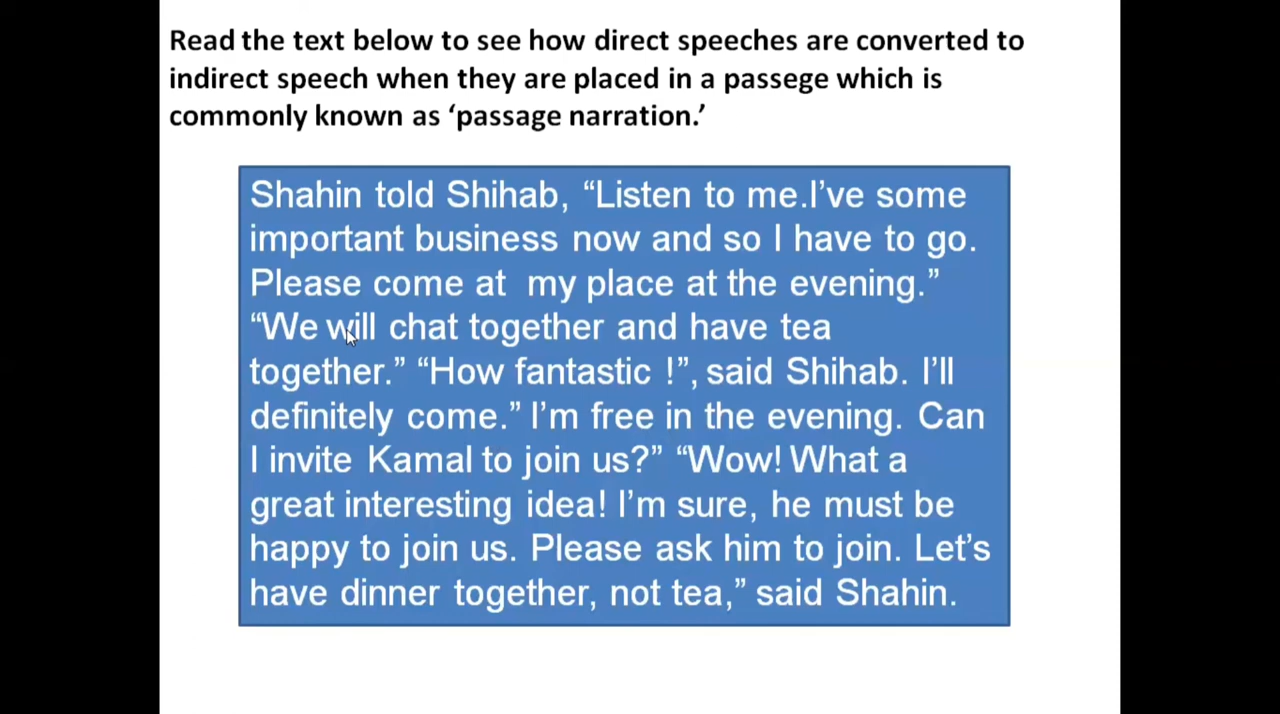 Read the text below to see how direct speeches are converted to
indirect speech when they are placed in a passege which is
commonly known as ‘passage narration.’
Shahin told Shihab, “Listen to me.I’ve some
important business now and so I have to go.
Please come at  my place at the evening.”
“We will chat together and have tea
together.” “How fantastic !”, said Shihab. I’ll
definitely come.” I’m free in the evening. Can
I invite Kamal to join us?” “Wow! What a
great interesting idea! I’m sure, he must be
happy to join us. Please ask him to join. Let’s
have dinner together, not tea,” said Shahin.